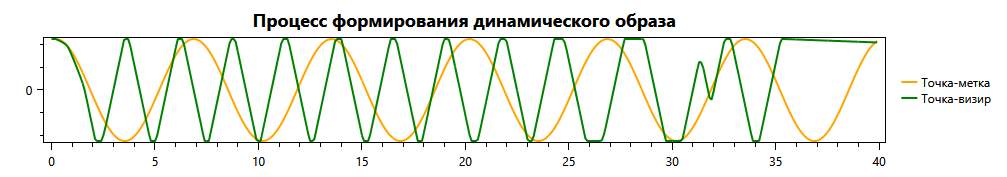 Процесс формирования динамического образа
0
Точка-метка
Точка-визир
0 5 10 15 20 25 30 35 40